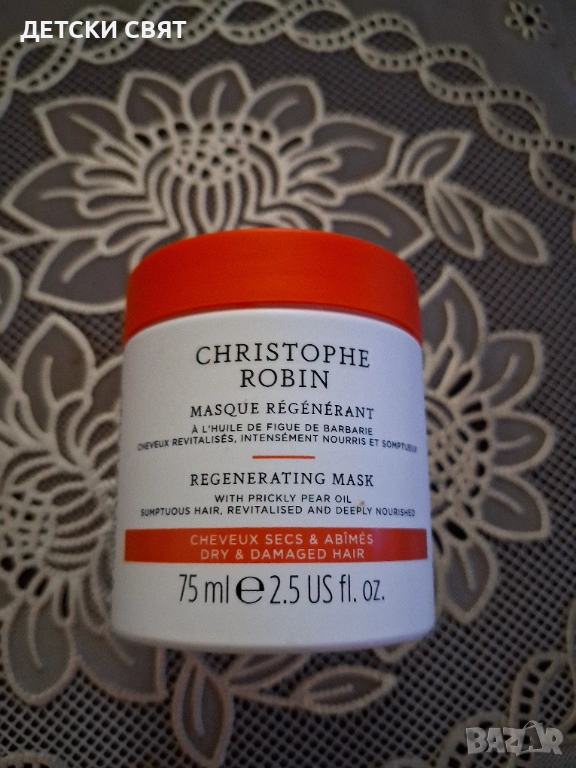 ДЕТСКИ СВЯТ
CHRISTOPHE
ROBIN
MASQUE RÉGÉNÉRANT
À L'HUILE DE FIGUE DE BARBARIE
CHEVEUX REVITALISÉS, INTENSÉMENT NOURRIS ET SOMPTUEUX
REGENERATING MASK
WITH PRICKLY PEAR OIL
SUMPTUOUS HAIR, REVITALISED AND DEEPLY NOURISHED
CHEVEUX SECS & ABÎMÉS
DRY & DAMAGED HAIR
75 ml e 2.5 US fl. oz.
BAZAR